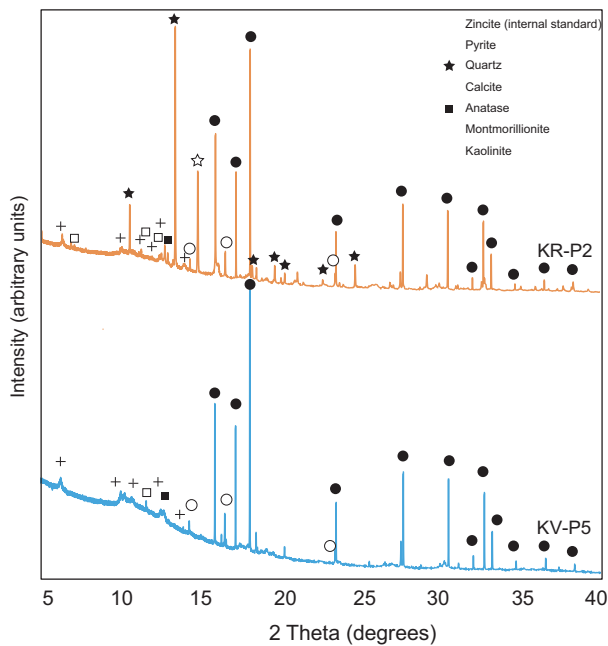 Zincite (internal standard)
Pyrite
Quartz
Calcite
Anatase
Montmorillionite
Kaolinite
KR-P2
KV-P5
Intensity (arbitrary units)
5 10 15 20 25 30 35 40
2 Theta (degrees)